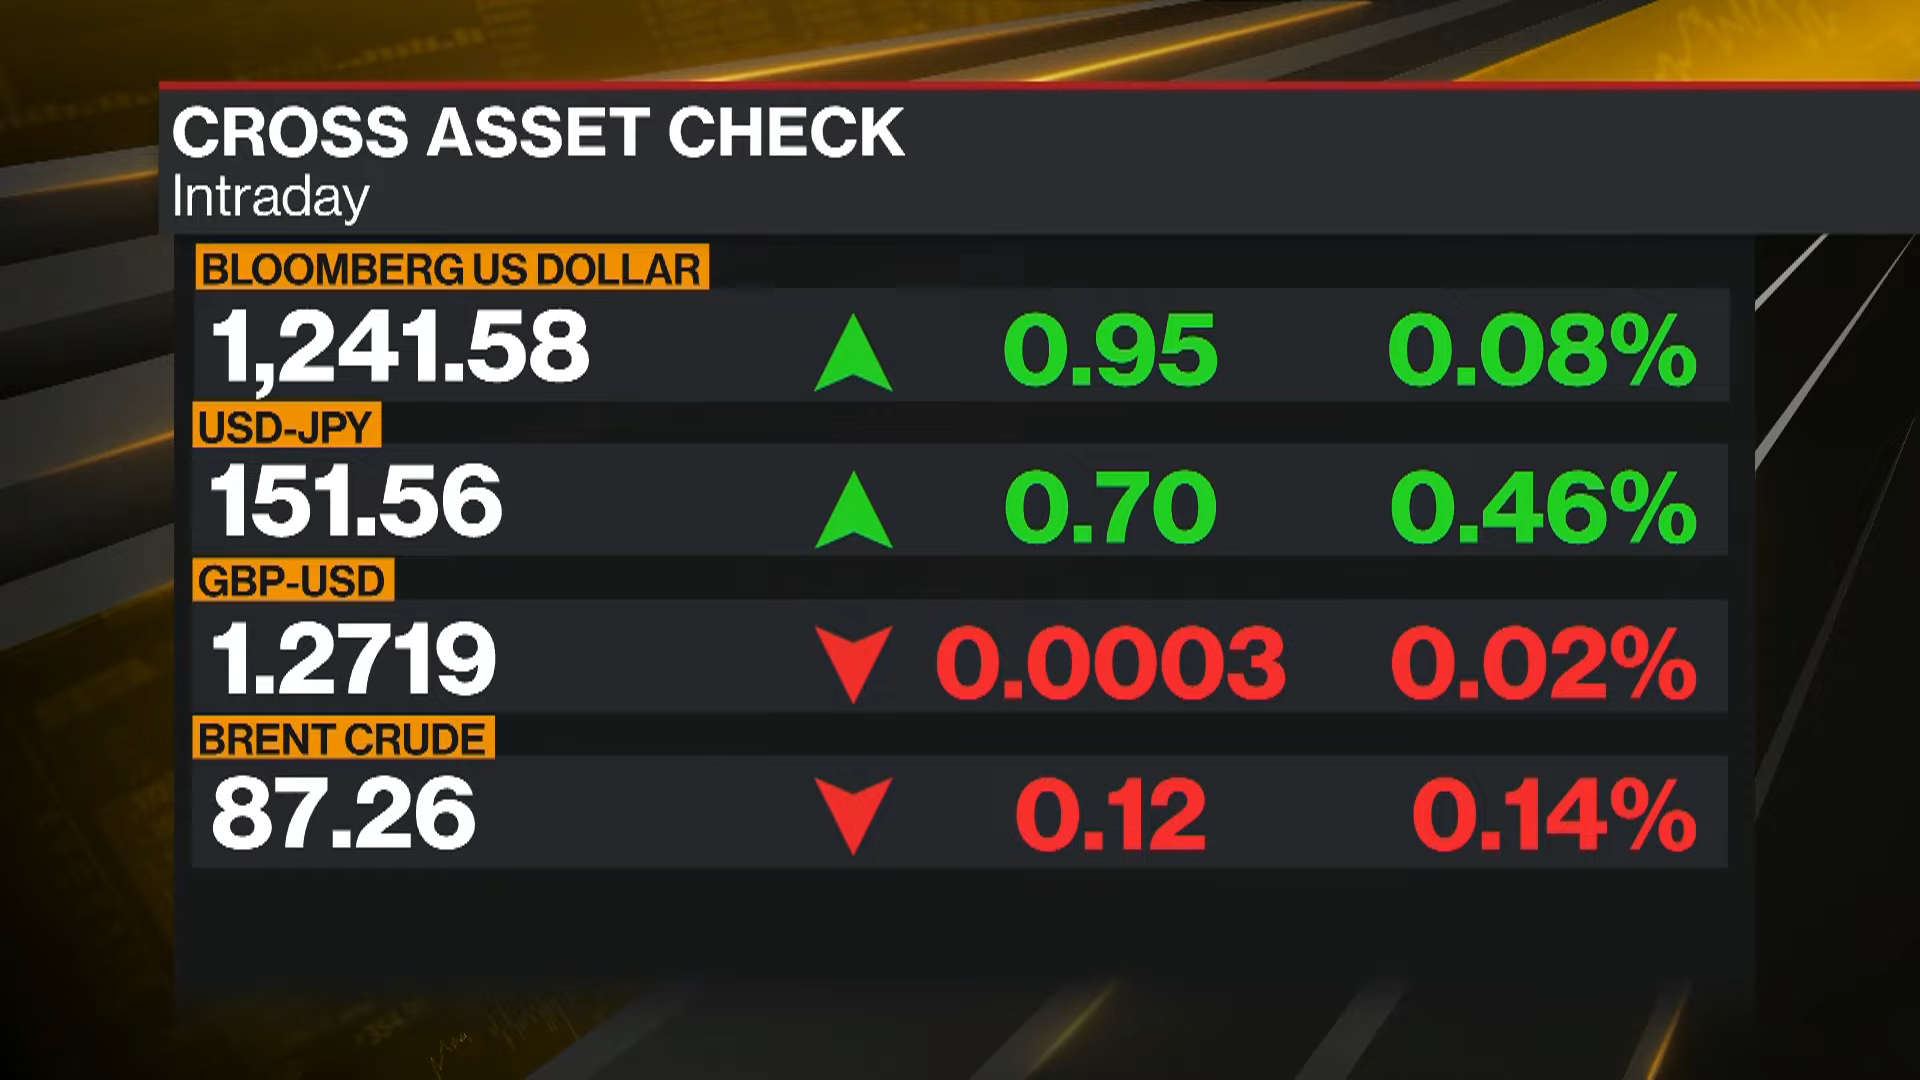 CROSS ASSET CHECK
Intraday
BLOOMBERG US DOLLAR
1,241.58 0.95 0.08%
USD-JPY
151.56 0.70 0.46%
GBP-USD
1.2719 0.0003 0.02%
BRENT CRUDE
87.26 0.12 0.14%